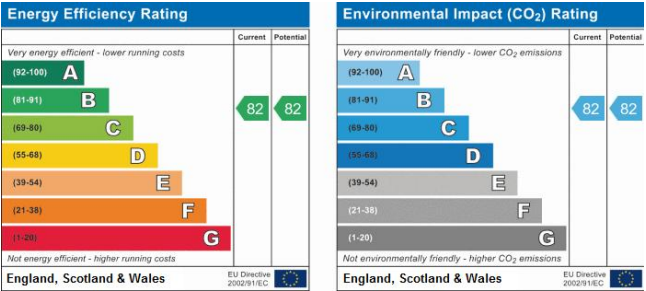 Energy Efficiency Rating
Current Potential
Very energy efficient - lower running costs
(92-100) A
(81-91) B
82 82
(69-80) C
(55-68) D
(39-54) E
(21-38) F
(1-20) G
Not energy efficient - higher running costs
England, Scotland & Wales
EU Directive
2002/91/EC
Environmental Impact (CO₂) Rating
Current Potential
Very environmentally friendly - lower CO₂ emissions
(92-100) A
(81-91) B
82 82
(69-80) C
(55-68) D
(39-54) E
(21-38) F
(1-20) G
Not environmentally friendly - higher CO₂ emissions
England, Scotland & Wales
EU Directive
2002/91/EC